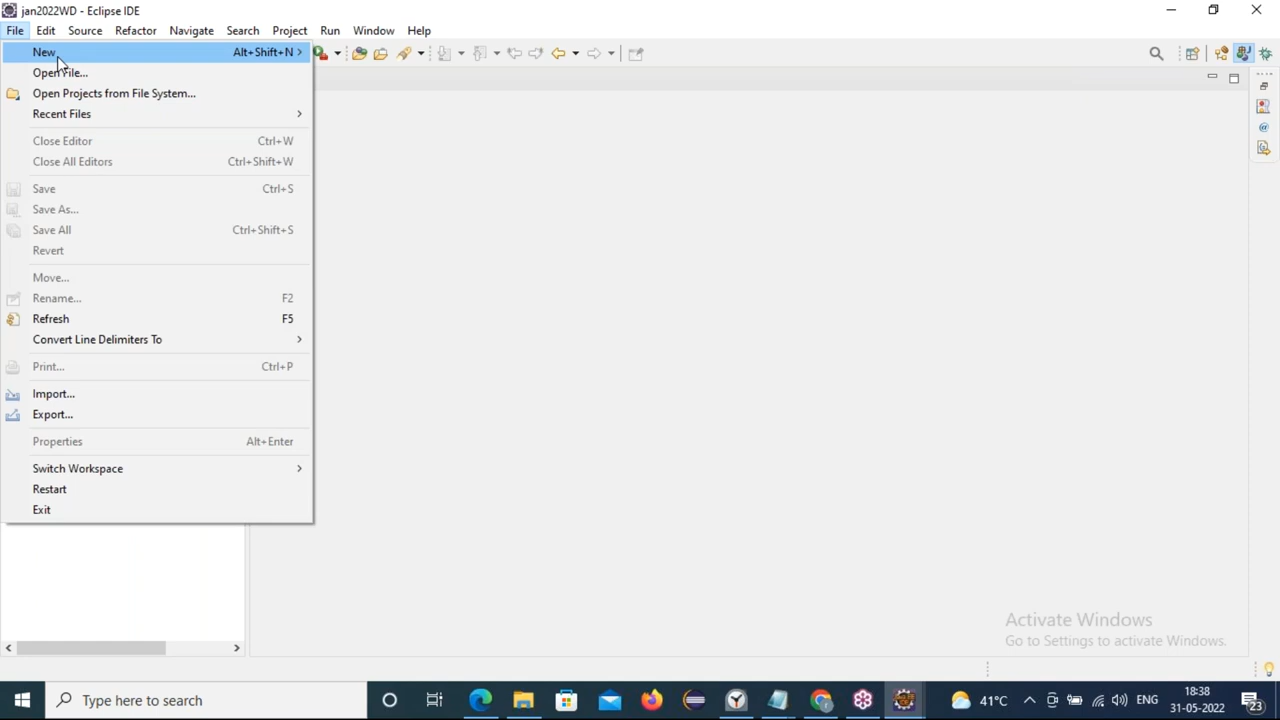 jan2022WD - Eclipse IDE
File Edit Source Refactor Navigate Search Project Run Window Help
New Alt+Shift+N
Open File...
Open Projects from File System...
Recent Files
Close Editor Ctrl+W
Close All Editors Ctrl+Shift+W
Save Ctrl+S
Save As...
Save All Ctrl+Shift+S
Revert
Move...
Rename... F2
Refresh F5
Convert Line Delimiters To
Print... Ctrl+P
Import...
Export...
Properties Alt+Enter
Switch Workspace
Restart
Exit
Activate Windows
Go to Settings to activate Windows.
Type here to search
41°C
ENG
18:38
31-05-2022
23